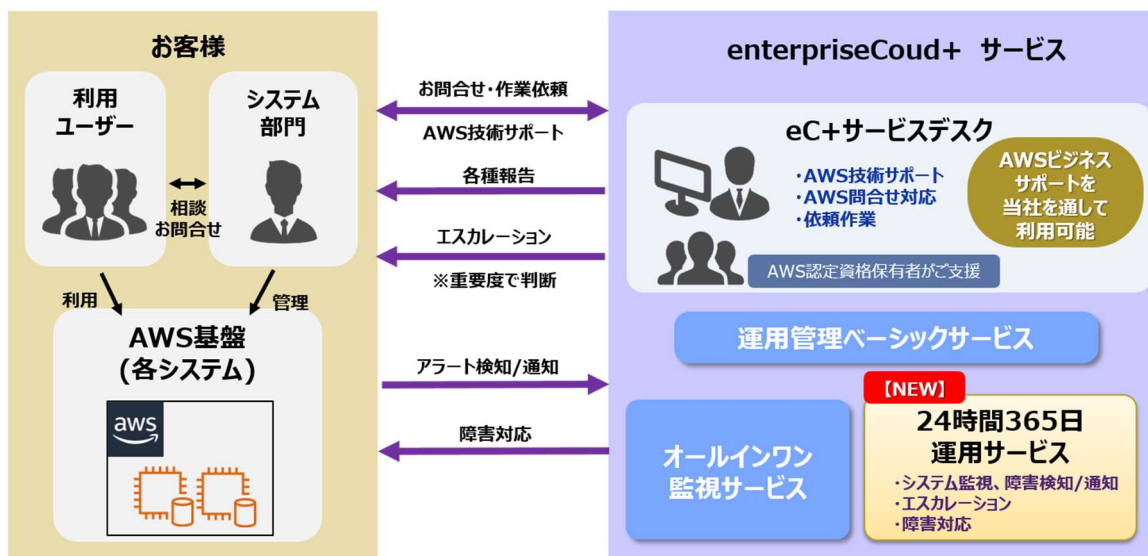 お客様
利用
ユーザー
システム
部門
相談
お問合せ
利用
管理
AWS基盤
(各システム)
aws
お問合せ・作業依頼
AWS技術サポート
各種報告
エスカレーション
※重要度で判断
アラート検知/通知
障害対応
enterpriseCoud+ サービス
eC+サービスデスク
・AWS技術サポート
・AWS問合せ対応
・依頼作業
AWSビジネス
サポートを
当社を通して
利用可能
AWS認定資格保有者がご支援
運用管理ベーシックサービス
オールインワン
監視サービス
【NEW】
24時間365日
運用サービス
・システム監視、障害検知/通知
・エスカレーション
・障害対応